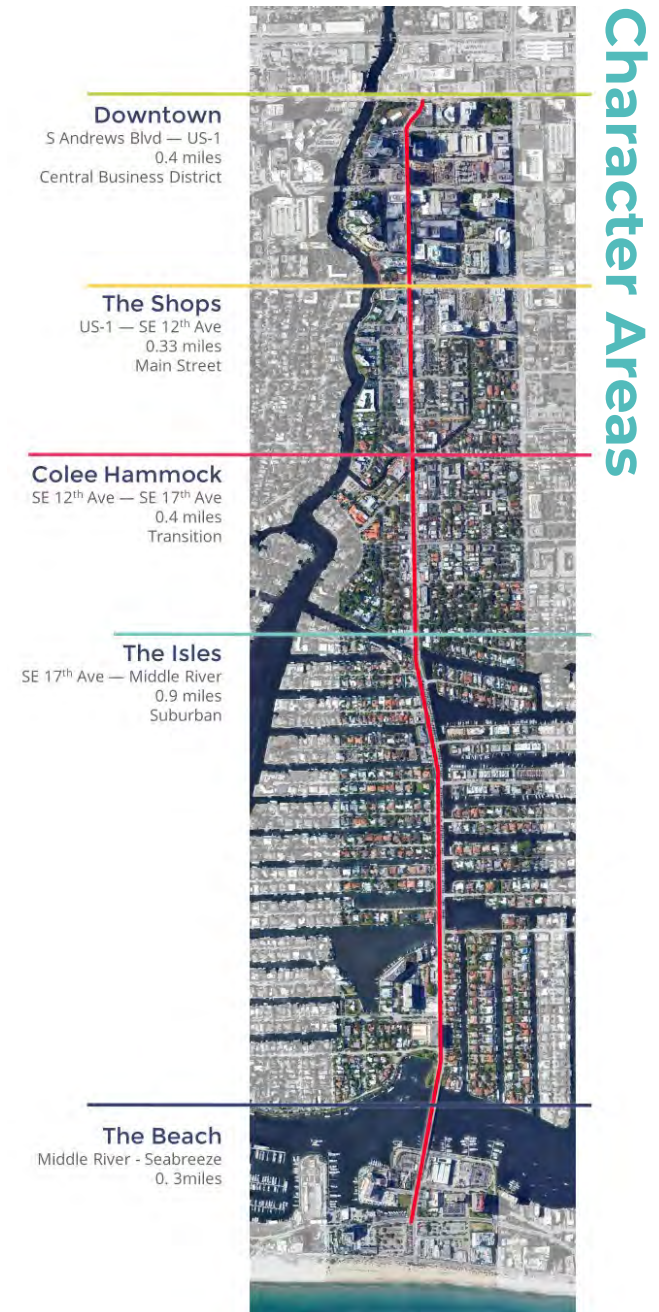 Character Areas
Downtown
S Andrews Blvd — US-1
0.4 miles
Central Business District
The Shops
US-1 — SE 12th Ave
0.33 miles
Main Street
Colee Hammock
SE 12th Ave — SE 17th Ave
0.4 miles
Transition
The Isles
SE 17th Ave — Middle River
0.9 miles
Suburban
The Beach
Middle River - Seabreeze
0. 3miles